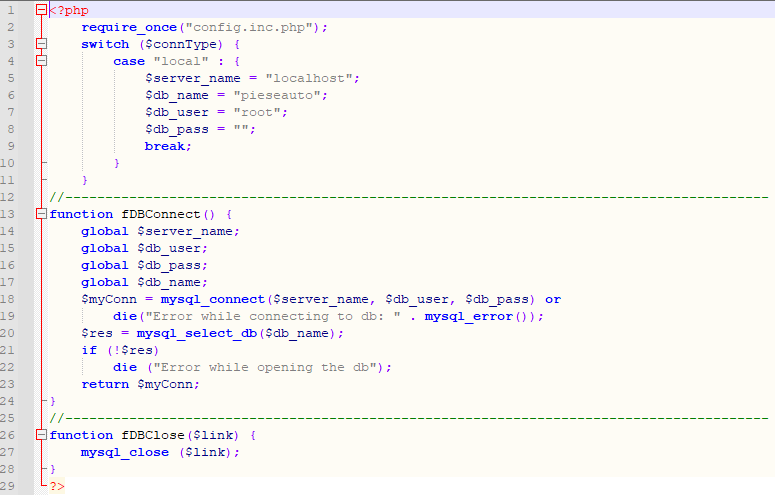 1 <?php
2     require_once("config.inc.php");
3     switch ($connType) {
4         case "local" : {
5             $server_name = "localhost";
6             $db_name = "pieseauto";
7             $db_user = "root";
8             $db_pass = "";
9             break;
10         }
11     }
12 //----------------------------------------------------------------------------------------
13 function fDBConnect() {
14     global $server_name;
15     global $db_user;
16     global $db_pass;
17     global $db_name;
18     $myConn = mysql_connect($server_name, $db_user, $db_pass) or
19         die("Error while connecting to db: " . mysql_error());
20     $res = mysql_select_db($db_name);
21     if (!$res)
22         die ("Error while opening the db");
23     return $myConn;
24 }
25 //----------------------------------------------------------------------------------------
26 function fDBClose($link) {
27     mysql_close ($link);
28 }
29 ?>